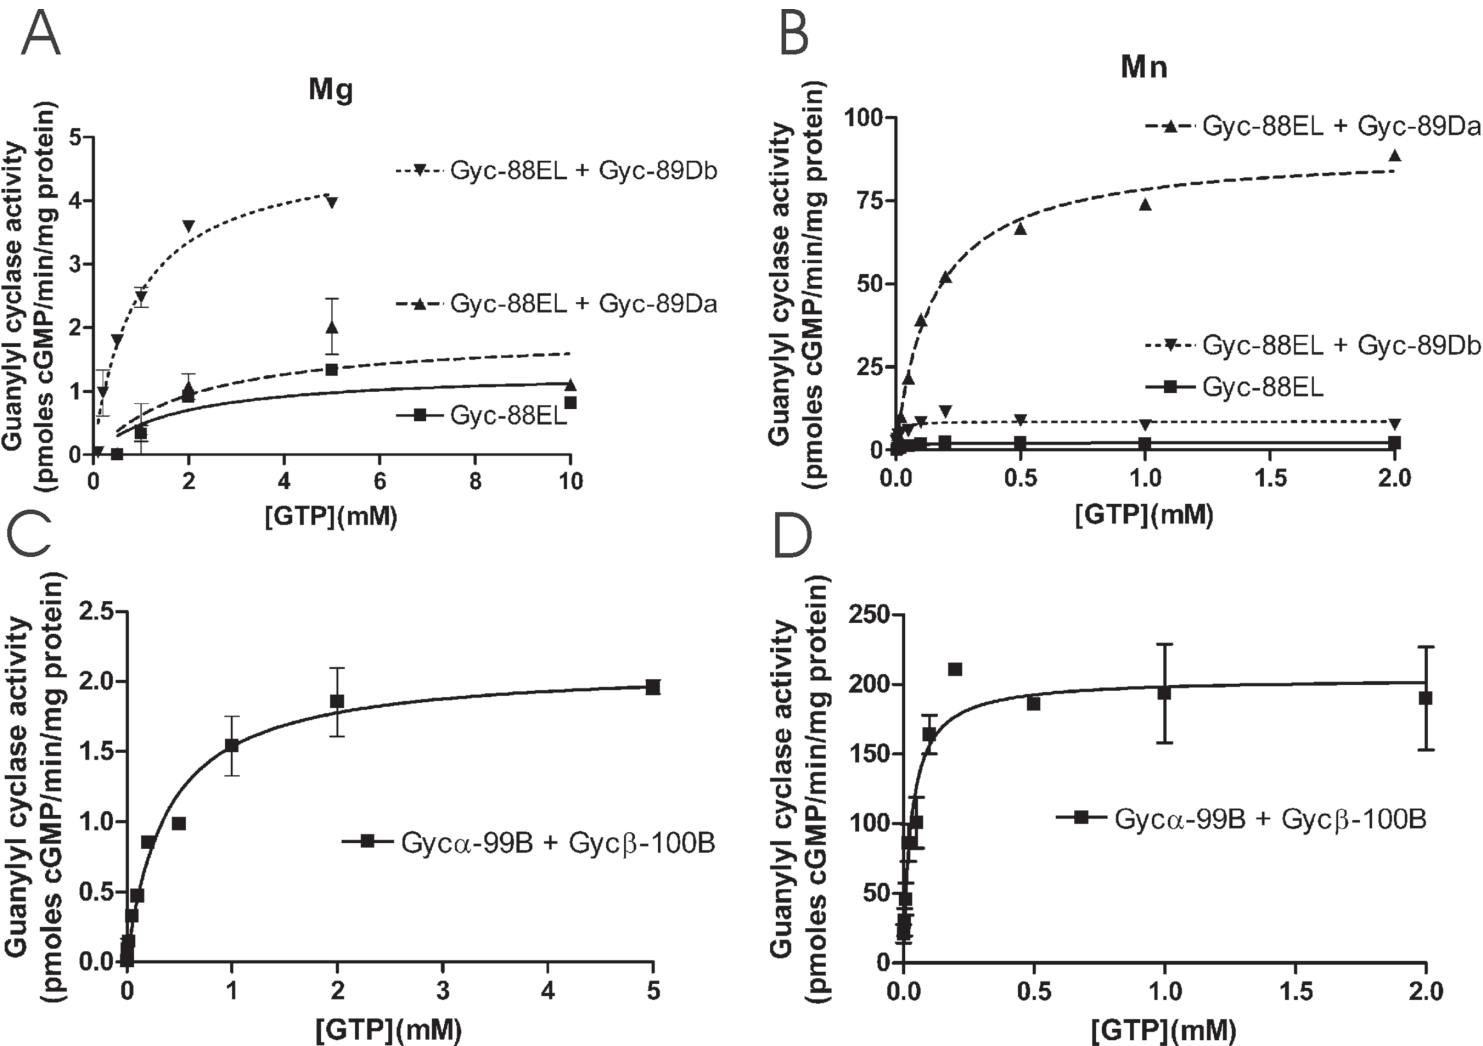 A
Mg
Guanylyl cyclase activity
(pmoles cGMP/min/mg protein)
5
4
3
2
1
0
0 2 4 6 8 10
[GTP](mM)
Gyc-88EL + Gyc-89Db
Gyc-88EL + Gyc-89Da
Gyc-88EL
B
Mn
Guanylyl cyclase activity
(pmoles cGMP/min/mg protein)
100
75
50
25
0
0.0 0.5 1.0 1.5 2.0
[GTP](mM)
Gyc-88EL + Gyc-89Da
Gyc-88EL + Gyc-89Db
Gyc-88EL
C
Guanylyl cyclase activity
(pmoles cGMP/min/mg protein)
2.5
2.0
1.5
1.0
0.5
0.0
0 1 2 3 4 5
[GTP](mM)
Gycα-99B + Gycβ-100B
D
Guanylyl cyclase activity
(pmoles cGMP/min/mg protein)
250
200
150
100
50
0
0.0 0.5 1.0 1.5 2.0
[GTP](mM)
Gycα-99B + Gycβ-100B